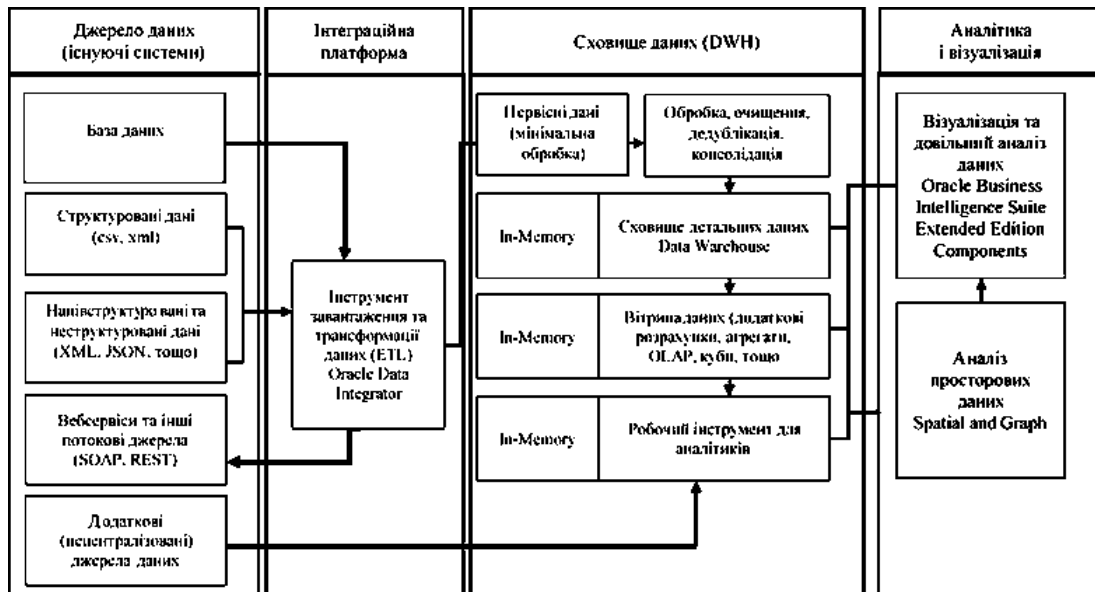 Джерело даних
(існуючі системи)
Інтеграційна
платформа
Сховище даних (DWH)
Аналітика
і візуалізація
База даних
Структуровані дані
(csv, xml)
Напівструктуровані та
неструктуровані дані
(XML, JSON, тощо)
Вебсервіси та інші
потокові джерела
(SOAP, REST)
Додаткові
(нецентралізовані)
джерела даних
Інструмент
завантаження та
трансформації
даних (ETL)
Oracle Data
Integrator
Первісні дані
(мінімальна
обробка)
Обробка, очищення,
дедублікація,
консолідація
In-Memory
Сховище детальних даних
Data Warehouse
In-Memory
Вітрина даних (додаткові
розрахунки, агрегати,
OLAP, куби, тощо
In-Memory
Робочий інструмент для
аналітиків
Візуалізація та
довільний аналіз
даних
Oracle Business
Intelligence Suite
Extended Edition
Components
Аналіз
просторових
даних
Spatial and Graph